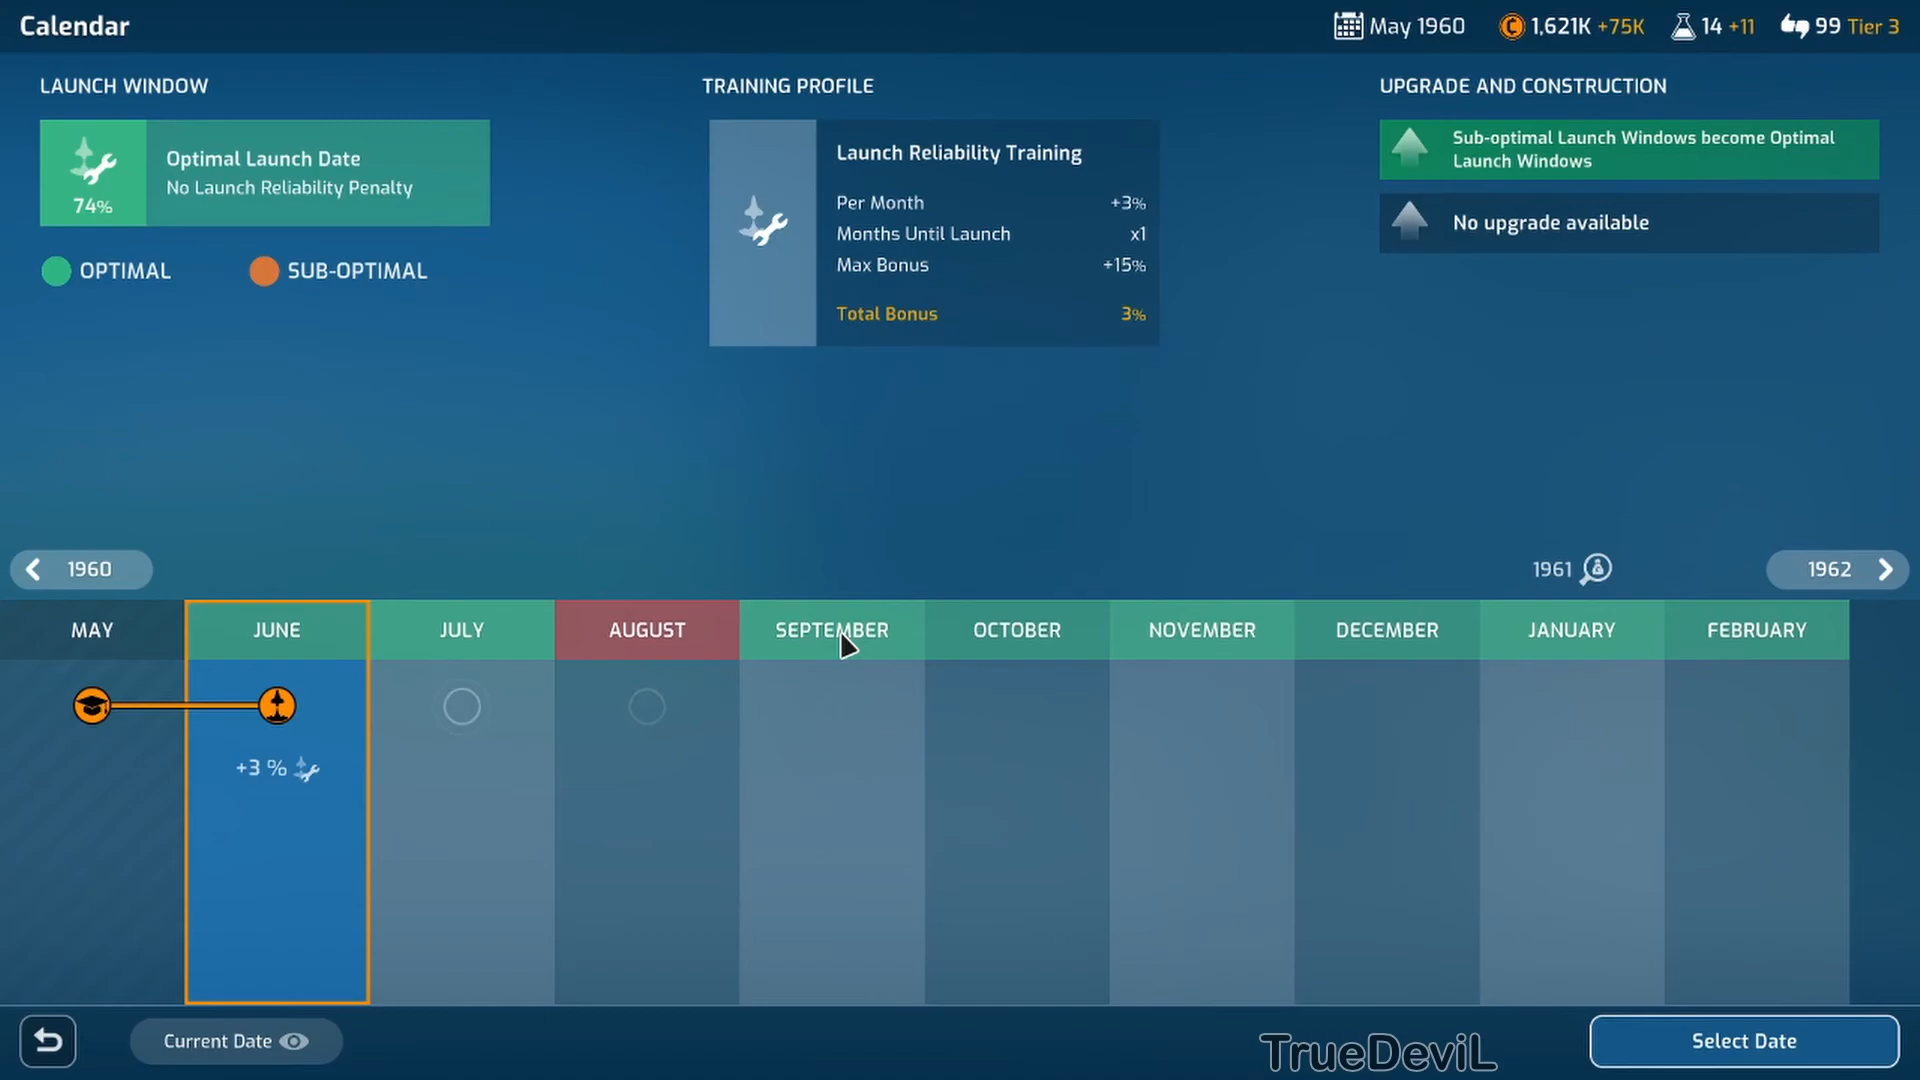 Calendar
May 1960
1,621K +75K
14 +11
99 Tier 3
LAUNCH WINDOW
74%
Optimal Launch Date
No Launch Reliability Penalty
OPTIMAL
SUB-OPTIMAL
TRAINING PROFILE
Launch Reliability Training
Per Month +3%
Months Until Launch x1
Max Bonus +15%
Total Bonus 3%
UPGRADE AND CONSTRUCTION
Sub-optimal Launch Windows become Optimal
Launch Windows
No upgrade available
1960
1961
1962
MAY
JUNE
JULY
AUGUST
SEPTEMBER
OCTOBER
NOVEMBER
DECEMBER
JANUARY
FEBRUARY
+3 %
Current Date
TrueDeviL
Select Date